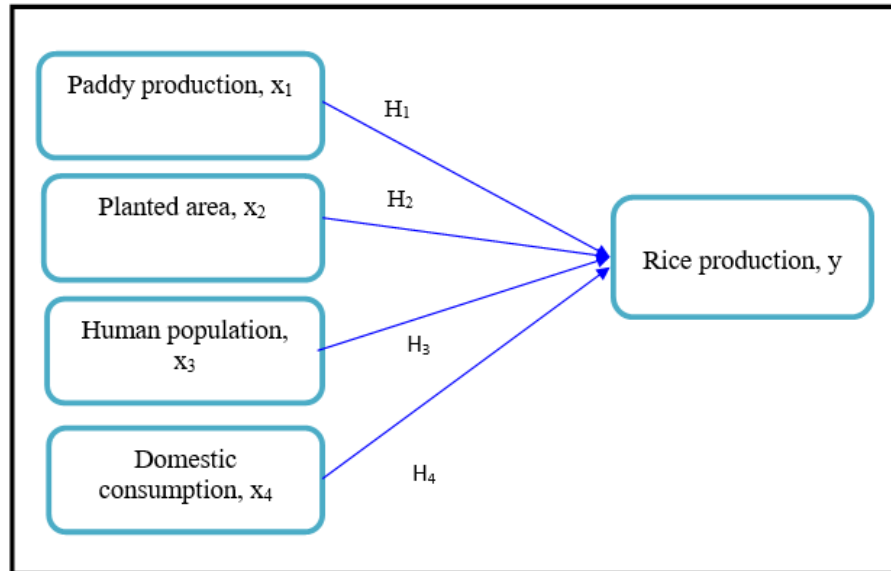 Paddy production, x₁
H₁
Planted area, x₂
H₂
Rice production, y
Human population,
x₃
H₃
Domestic
consumption, x₄
H₄